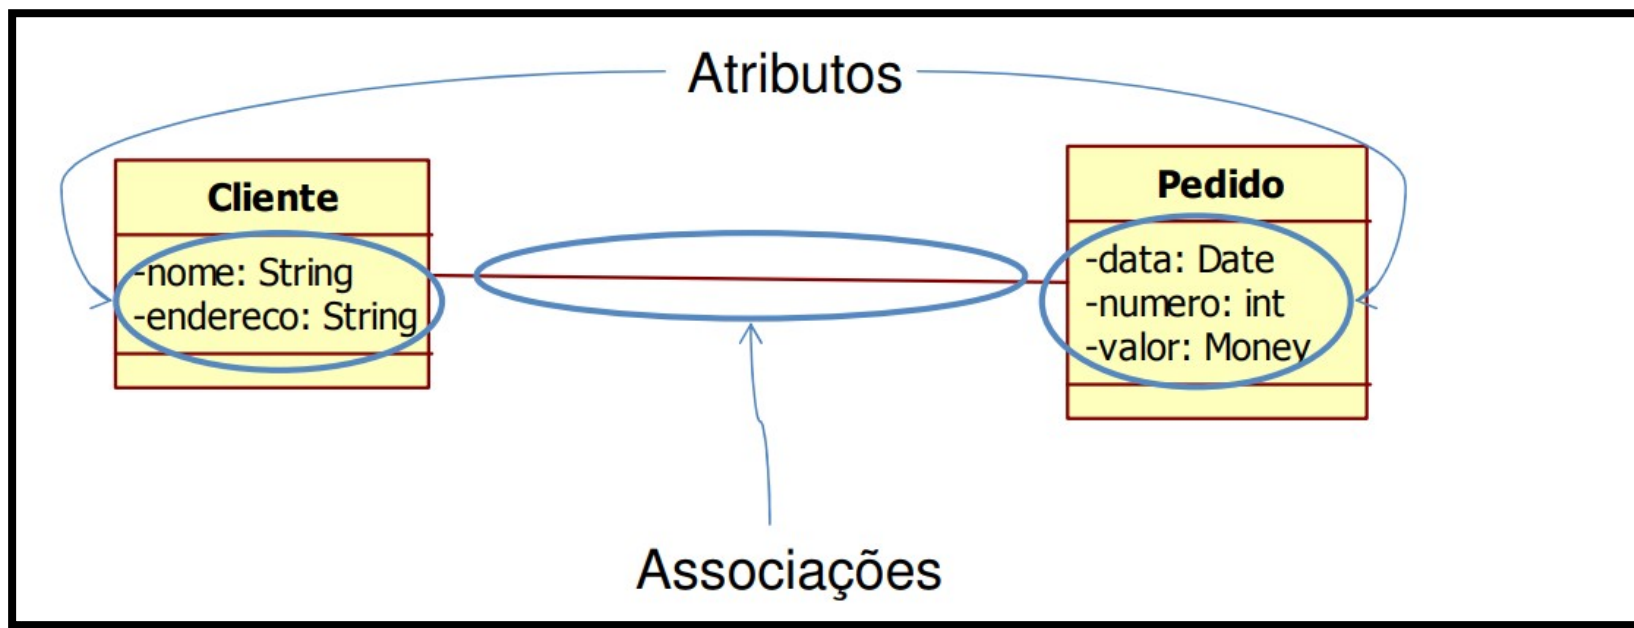 Atributos
Cliente
-nome: String
-endereco: String
Pedido
-data: Date
-numero: int
-valor: Money
Associações